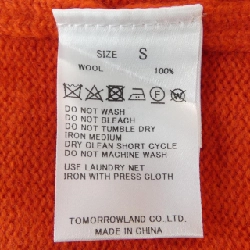 SIZE S
WOOL 100%
DO NOT WASH
DO NOT BLEACH
DO NOT TUMBLE DRY
IRON MEDIUM
DRY CLEAN SHORT CYCLE
DO NOT MACHINE WASH
USE LAUNDRY NET
IRON WITH PRESS CLOTH
TOMORROWLAND CO.,LTD.
MADE IN JAPAN